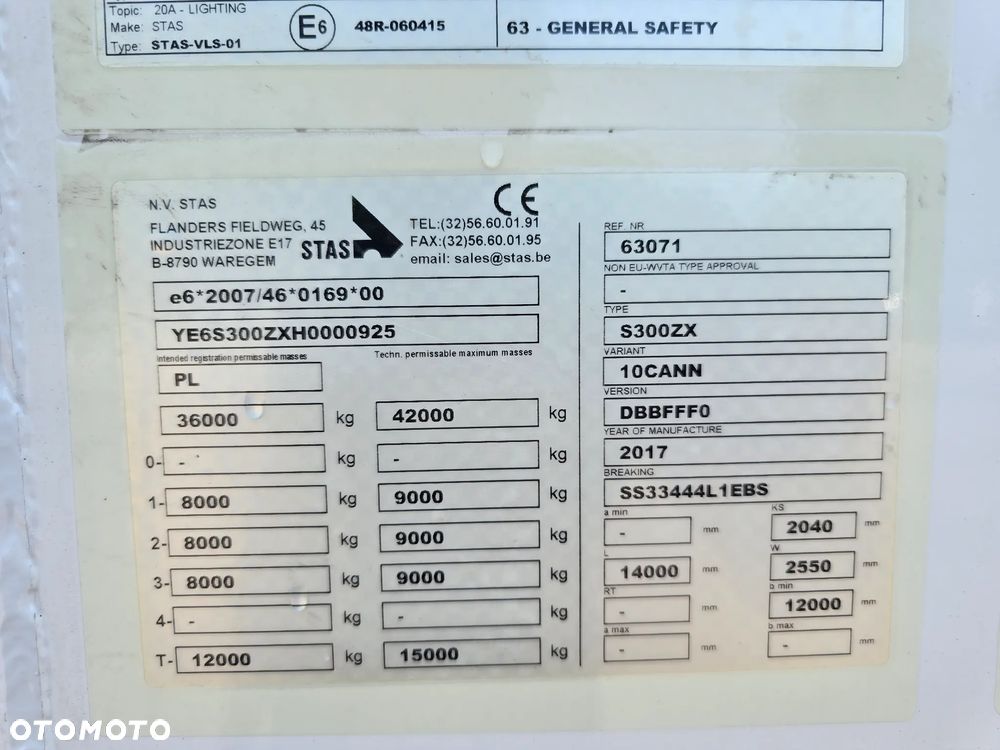 Topic: 20A - LIGHTING
Make: STAS
Type: STAS-VLS-01
E6
48R-060415
63 - GENERAL SAFETY
N.V. STAS
FLANDERS FIELDWEG, 45
INDUSTRIEZONE E17
B-8790 WAREGEM
STAS
CE
TEL:(32)56.60.01.91
FAX:(32)56.60.01.95
email: sales@stas.be
e6*2007/46*0169*00
YE6S300ZXH0000925
Intended registration permissable masses
Techn. permissable maximum masses
PL
36000 kg 42000 kg
0- - kg - kg
1- 8000 kg 9000 kg
2- 8000 kg 9000 kg
3- 8000 kg 9000 kg
4- - kg - kg
T- 12000 kg 15000 kg
REF. NR
63071
NON EU-WVTA TYPE APPROVAL
-
TYPE
S300ZX
VARIANT
10CANN
VERSION
DBBFFF0
YEAR OF MANUFACTURE
2017
BREAKING
SS33444L1EBS
a min KS
- mm 2040 mm
L W
14000 mm 2550 mm
RT b min
- mm 12000 mm
a max b max
- mm - mm
OTOMOTO